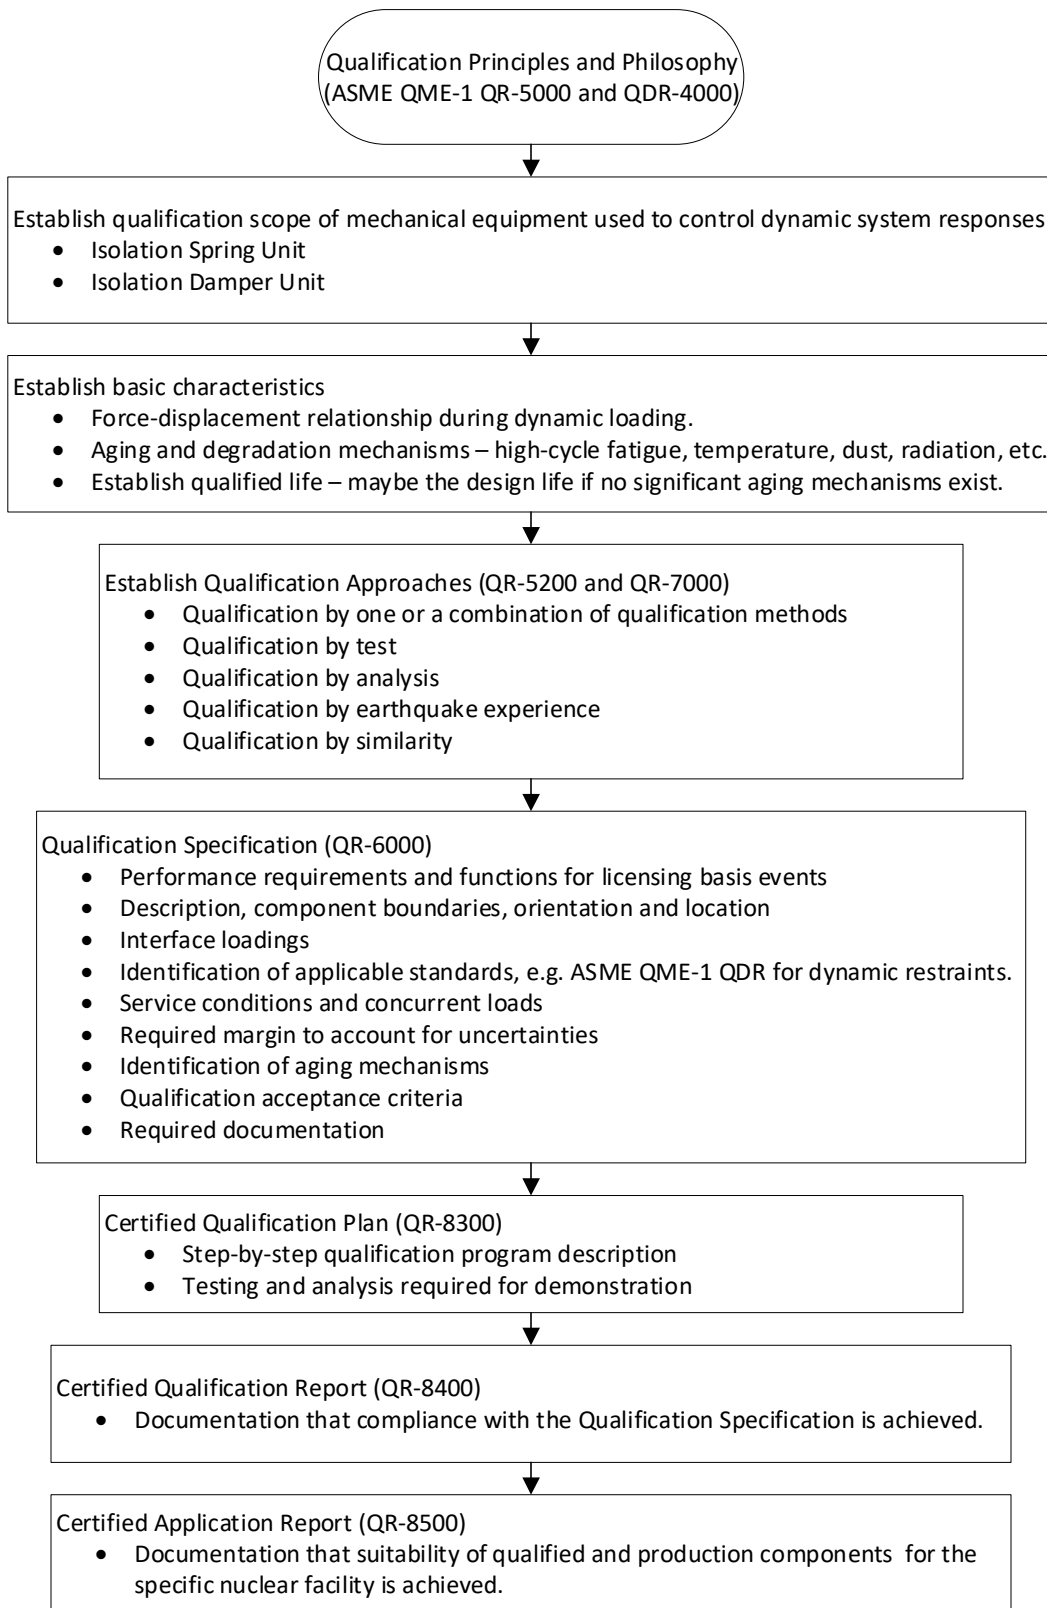 Qualification Principles and Philosophy
(ASME QME-1 QR-5000 and QDR-4000)
Establish qualification scope of mechanical equipment used to control dynamic system responses
• Isolation Spring Unit
• Isolation Damper Unit
Establish basic characteristics
• Force-displacement relationship during dynamic loading.
• Aging and degradation mechanisms – high-cycle fatigue, temperature, dust, radiation, etc.
• Establish qualified life – maybe the design life if no significant aging mechanisms exist.
Establish Qualification Approaches (QR-5200 and QR-7000)
• Qualification by one or a combination of qualification methods
• Qualification by test
• Qualification by analysis
• Qualification by earthquake experience
• Qualification by similarity
Qualification Specification (QR-6000)
• Performance requirements and functions for licensing basis events
• Description, component boundaries, orientation and location
• Interface loadings
• Identification of applicable standards, e.g. ASME QME-1 QDR for dynamic restraints.
• Service conditions and concurrent loads
• Required margin to account for uncertainties
• Identification of aging mechanisms
• Qualification acceptance criteria
• Required documentation
Certified Qualification Plan (QR-8300)
• Step-by-step qualification program description
• Testing and analysis required for demonstration
Certified Qualification Report (QR-8400)
• Documentation that compliance with the Qualification Specification is achieved.
Certified Application Report (QR-8500)
• Documentation that suitability of qualified and production components  for the
specific nuclear facility is achieved.